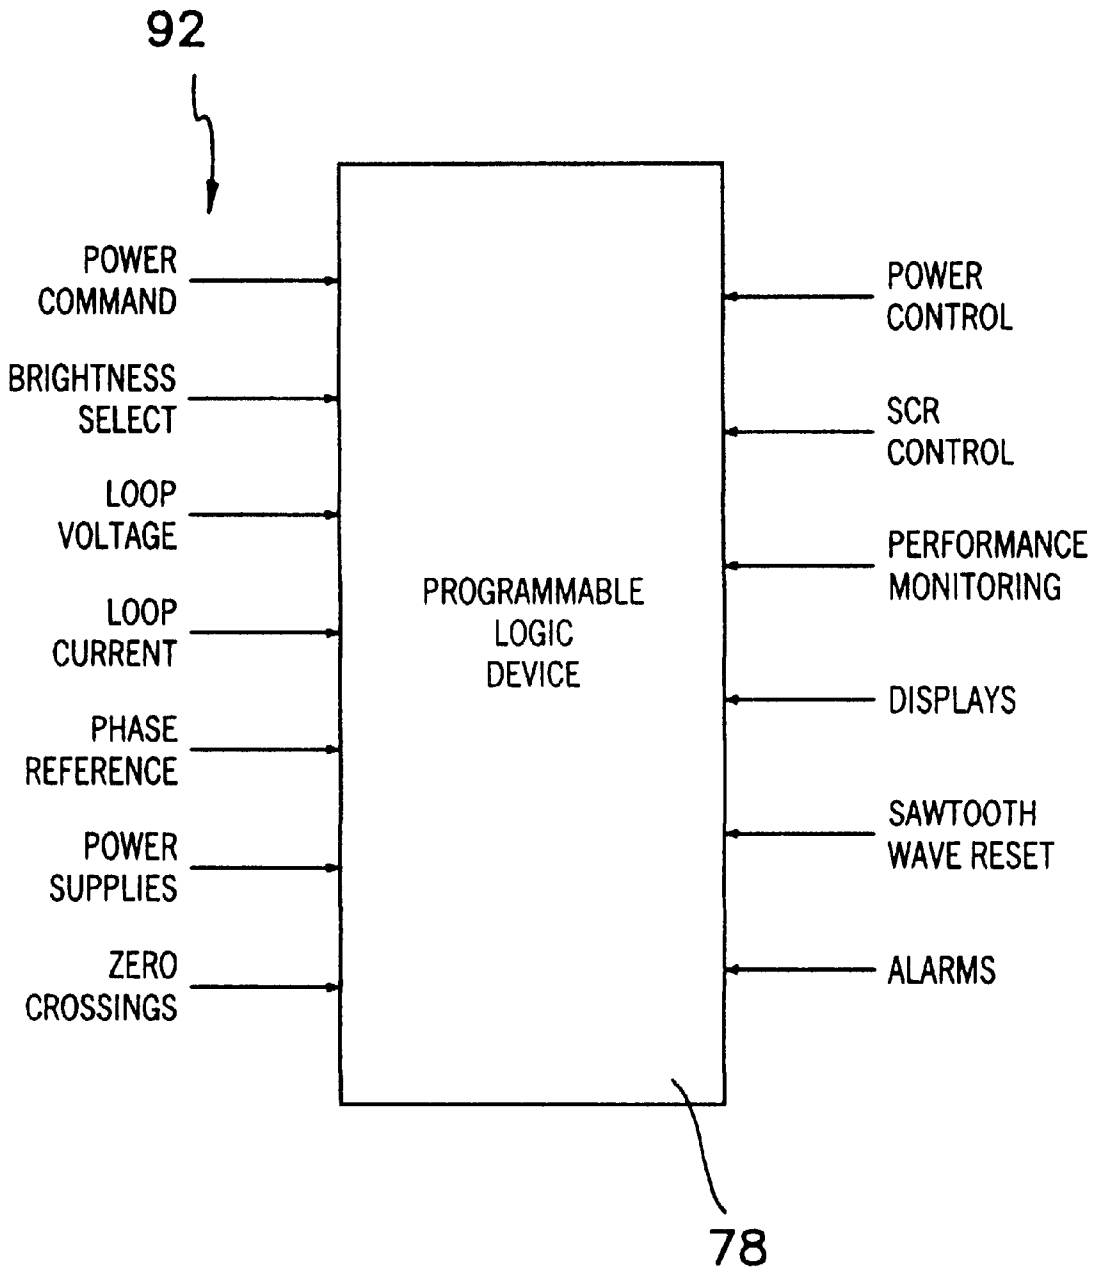 92
POWER
COMMAND
BRIGHTNESS
SELECT
LOOP
VOLTAGE
LOOP
CURRENT
PHASE
REFERENCE
POWER
SUPPLIES
ZERO
CROSSINGS
PROGRAMMABLE
LOGIC
DEVICE
POWER
CONTROL
SCR
CONTROL
PERFORMANCE
MONITORING
DISPLAYS
SAWTOOTH
WAVE RESET
ALARMS
78